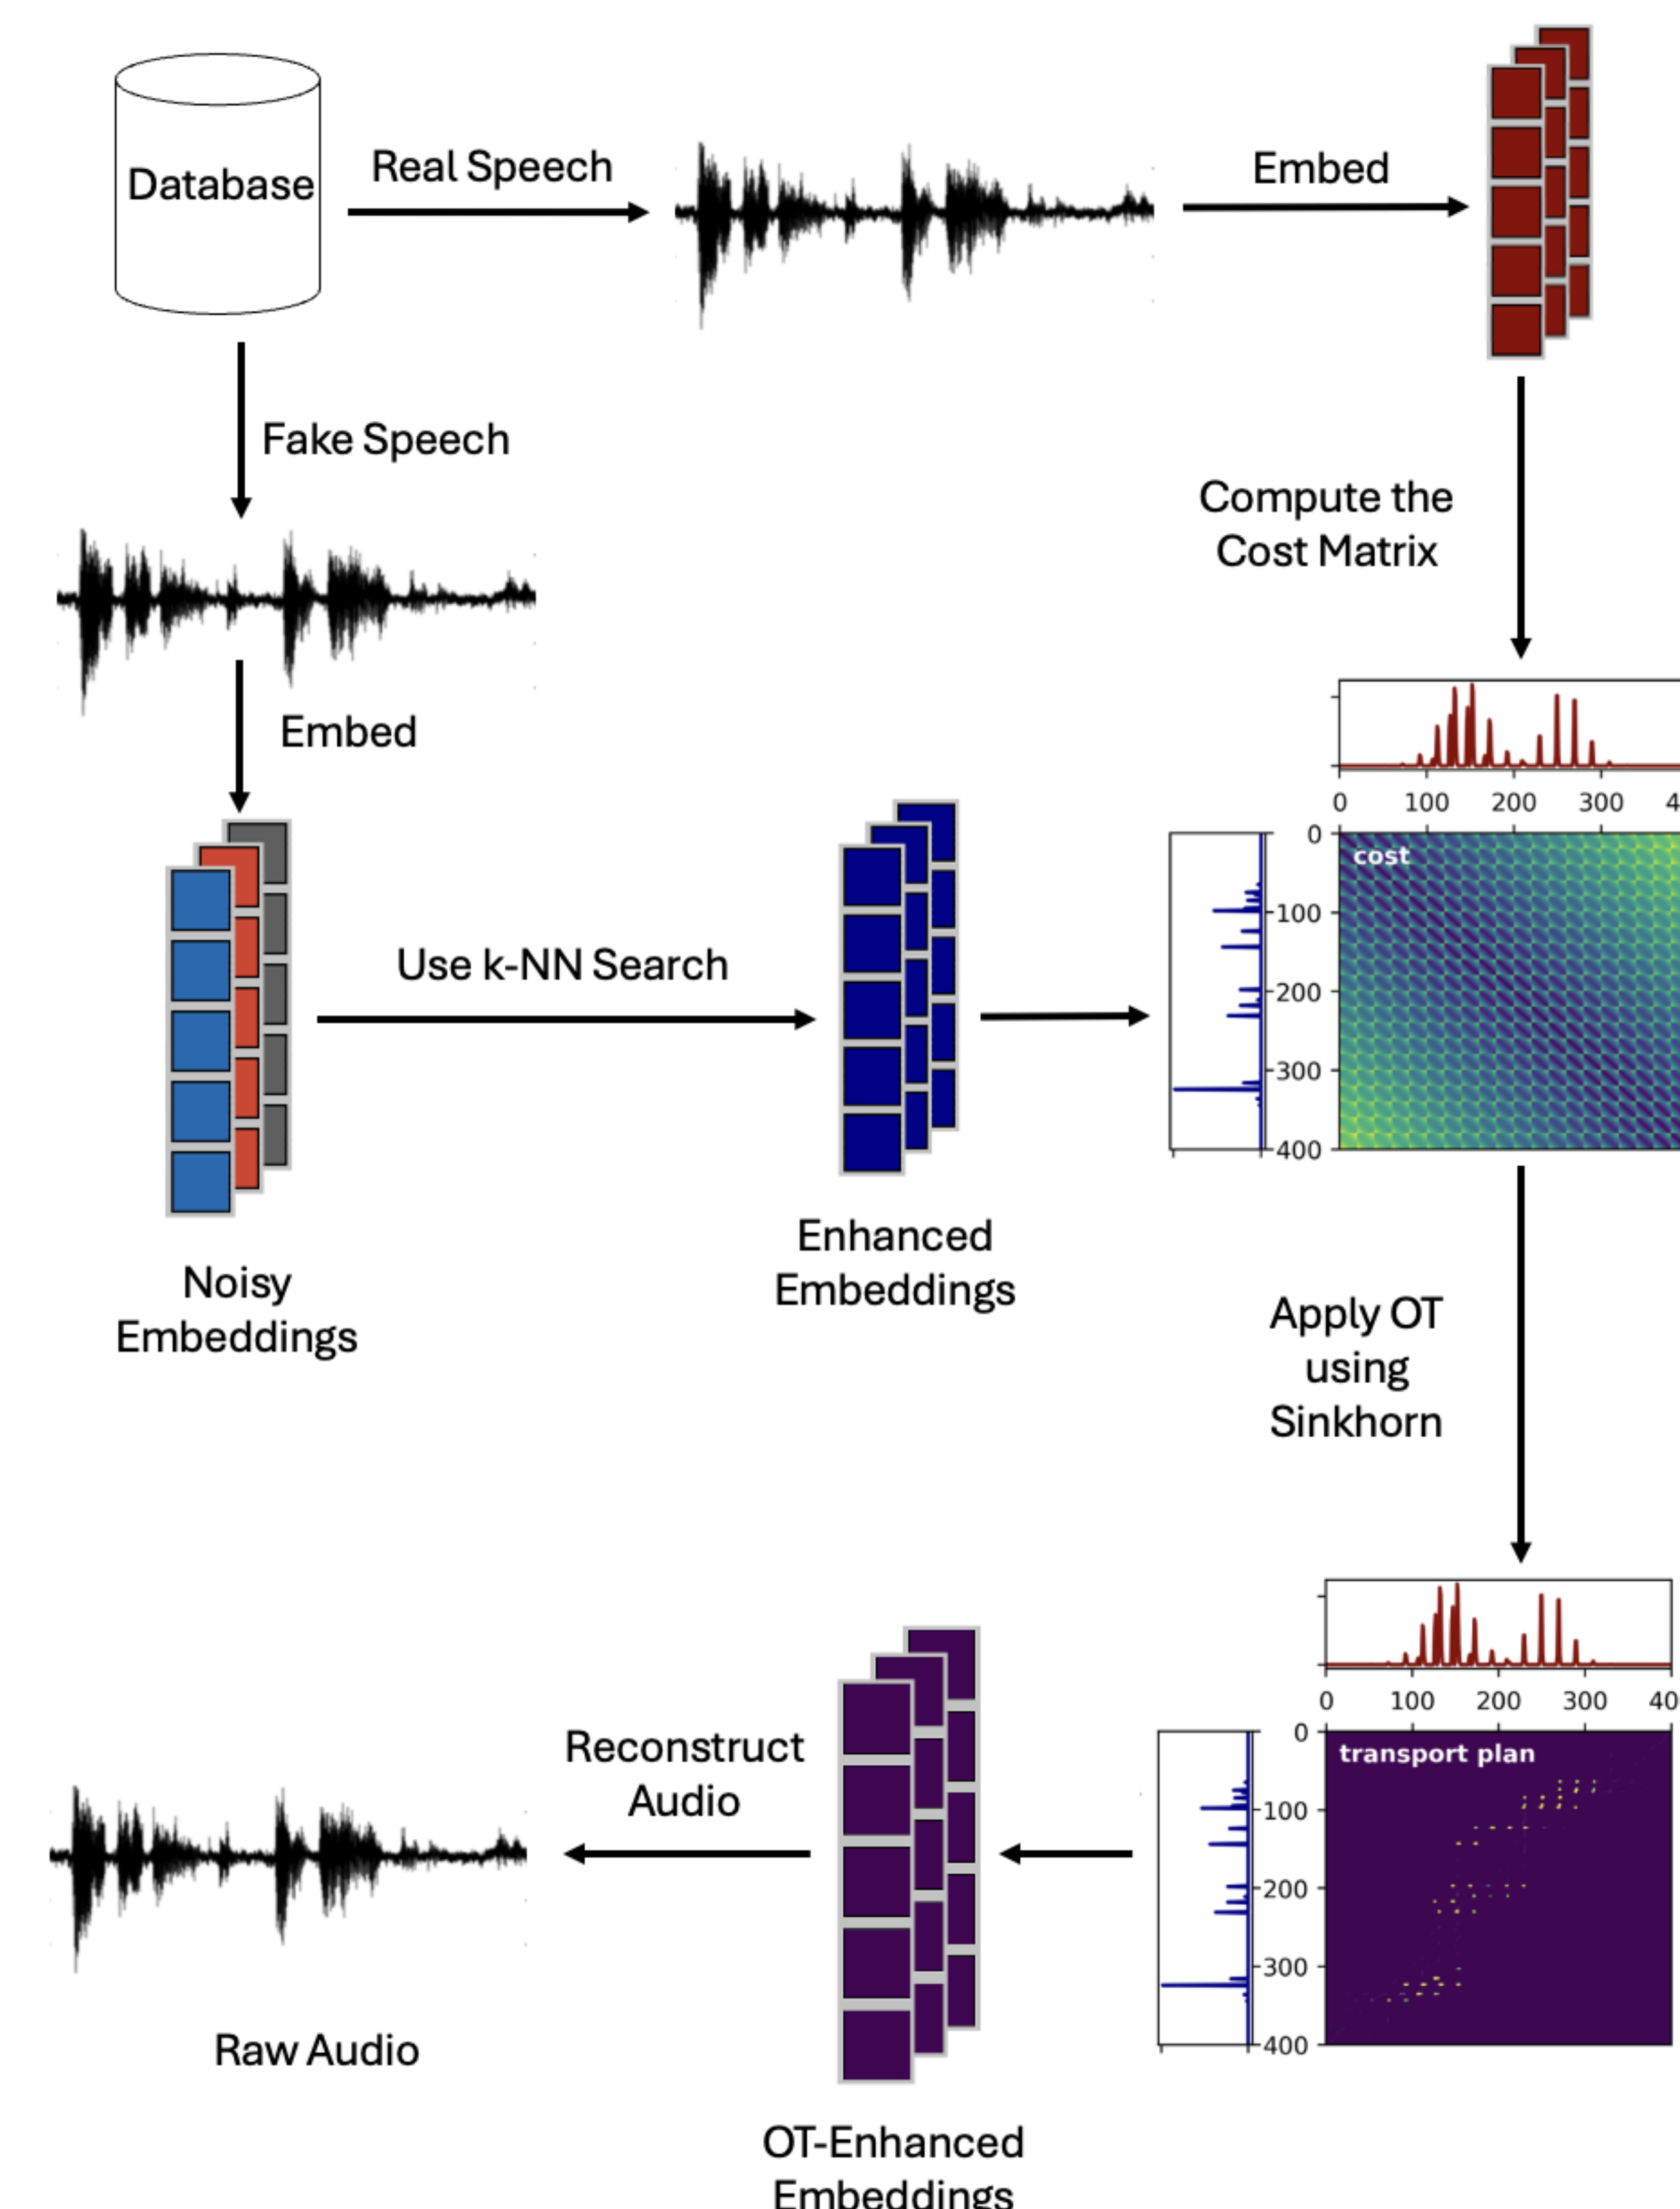 Database
Real Speech
Embed
Fake Speech
Compute the
Cost Matrix
Embed
0 100 200 300
cost
0
100
200
300
400
Use k-NN Search
Noisy
Embeddings
Enhanced
Embeddings
Apply OT
using
Sinkhorn
0 100 200 300 40
transport plan
0
100
200
300
400
Reconstruct
Audio
Raw Audio
OT-Enhanced
Embeddings